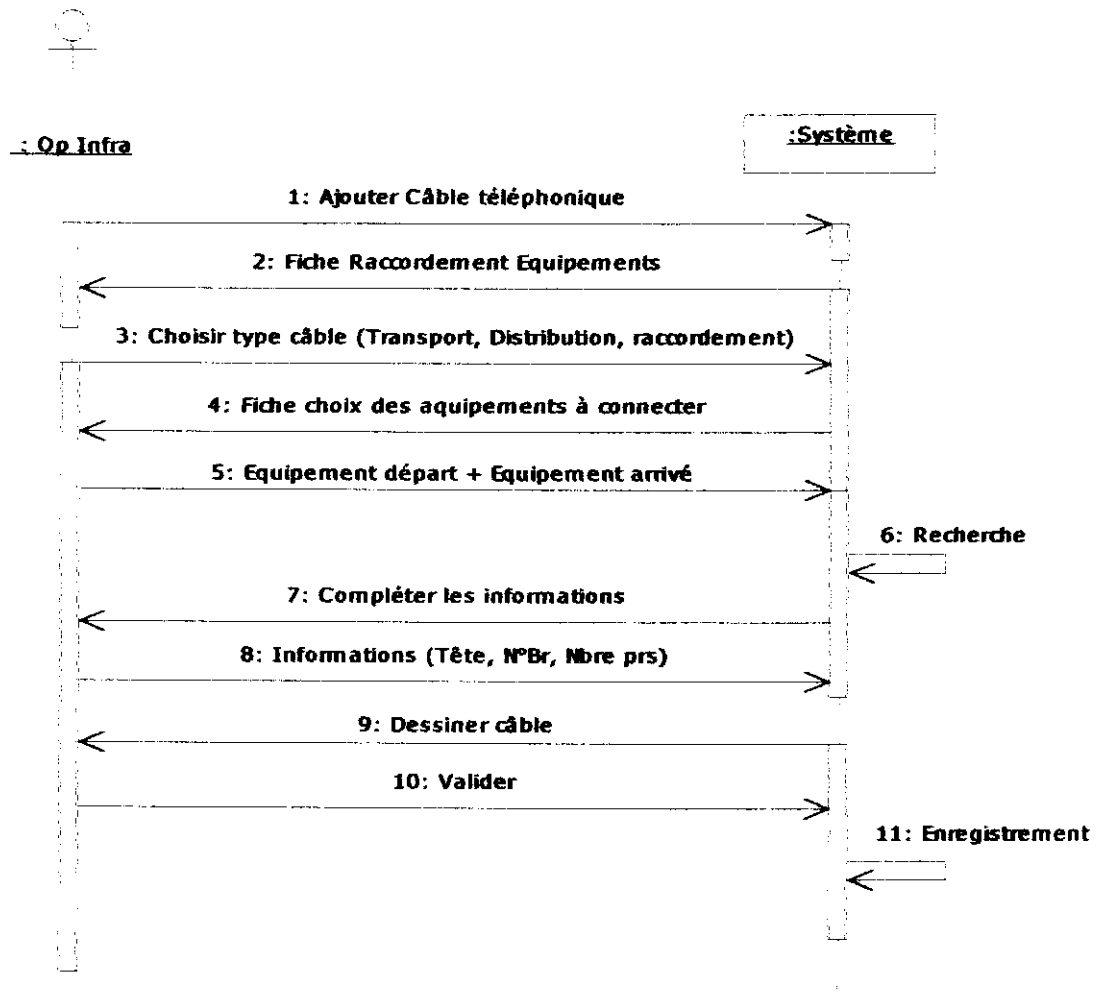 : Op Infra
:Système
1: Ajouter Câble téléphonique
2: Fiche Raccordement Equipements
3: Choisir type câble (Transport, Distribution, raccordement)
4: Fiche choix des aquipements à connecter
5: Equipement départ + Equipement arrivé
6: Recherche
7: Compléter les informations
8: Informations (Tête, N°Br, Nbre prs)
9: Dessiner câble
10: Valider
11: Enregistrement